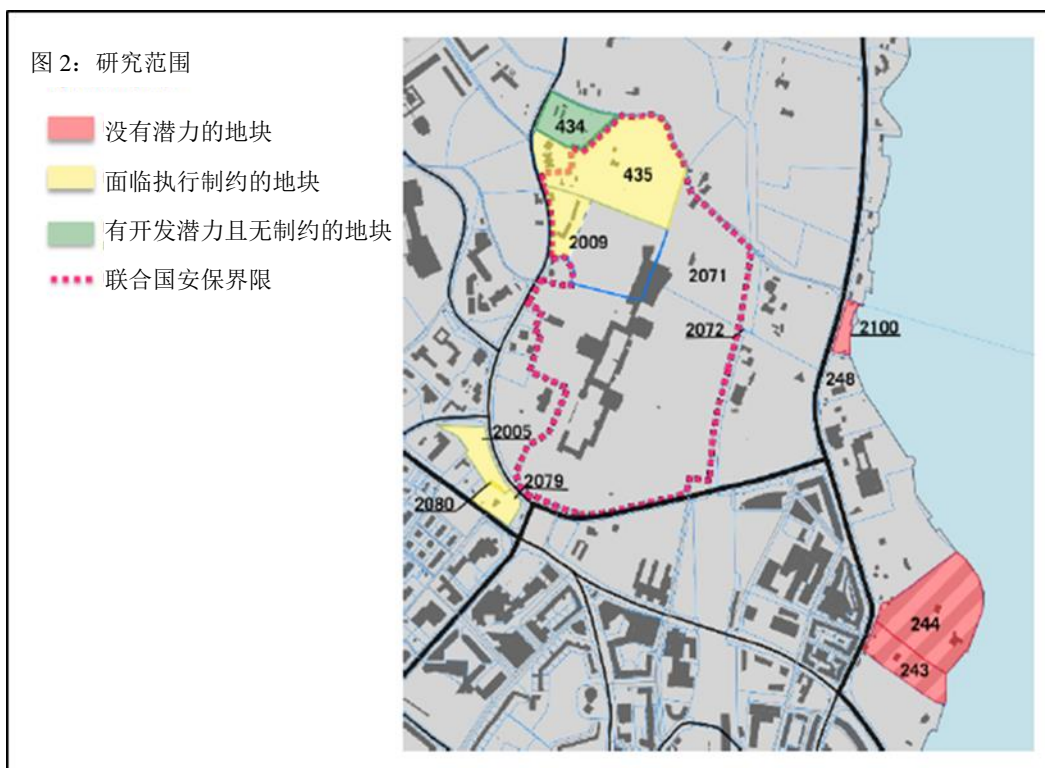 图 2：研究范围
没有潜力的地块
面临执行制约的地块
有开发潜力且无制约的地块
联合国安保界限
434
435
2009
2071
2072
2100
248
2005
2079
2080
244
243